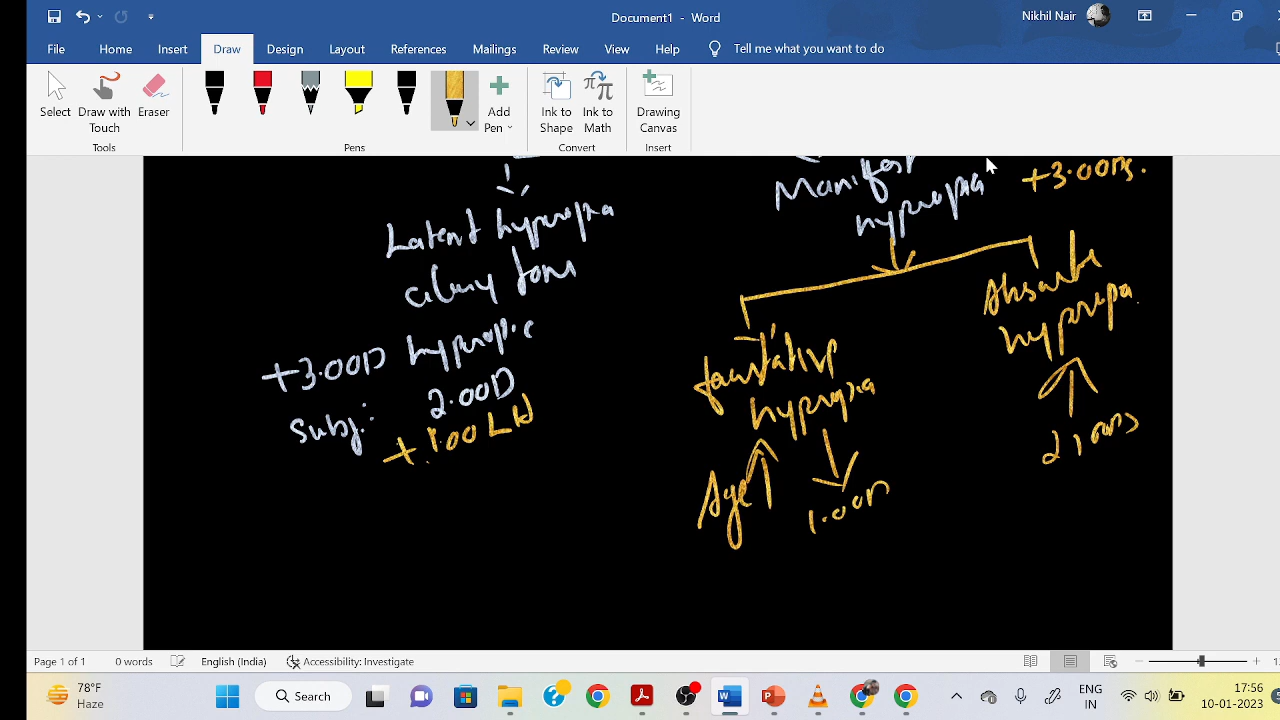 Document1 - Word
Nikhil Nair
File Home Insert Draw Design Layout References Mailings Review View Help Tell me what you want to do
Select
Draw with Touch
Eraser
Add Pen
Ink to Shape
Ink to Math
Drawing Canvas
Tools
Pens
Convert
Insert
Manifest
hyperopia
+3.00Ds.
Latent hyperopia
ciliary tone
+3.00D hyperopic
Subj: 2.00D
+1.00 LH
facultative
hyperopia
Absolute
hyperopia
Age
1.00D
Page 1 of 1
0 words
English (India)
Accessibility: Investigate
78°F
Haze
Search
ENG
IN
17:56
10-01-2023